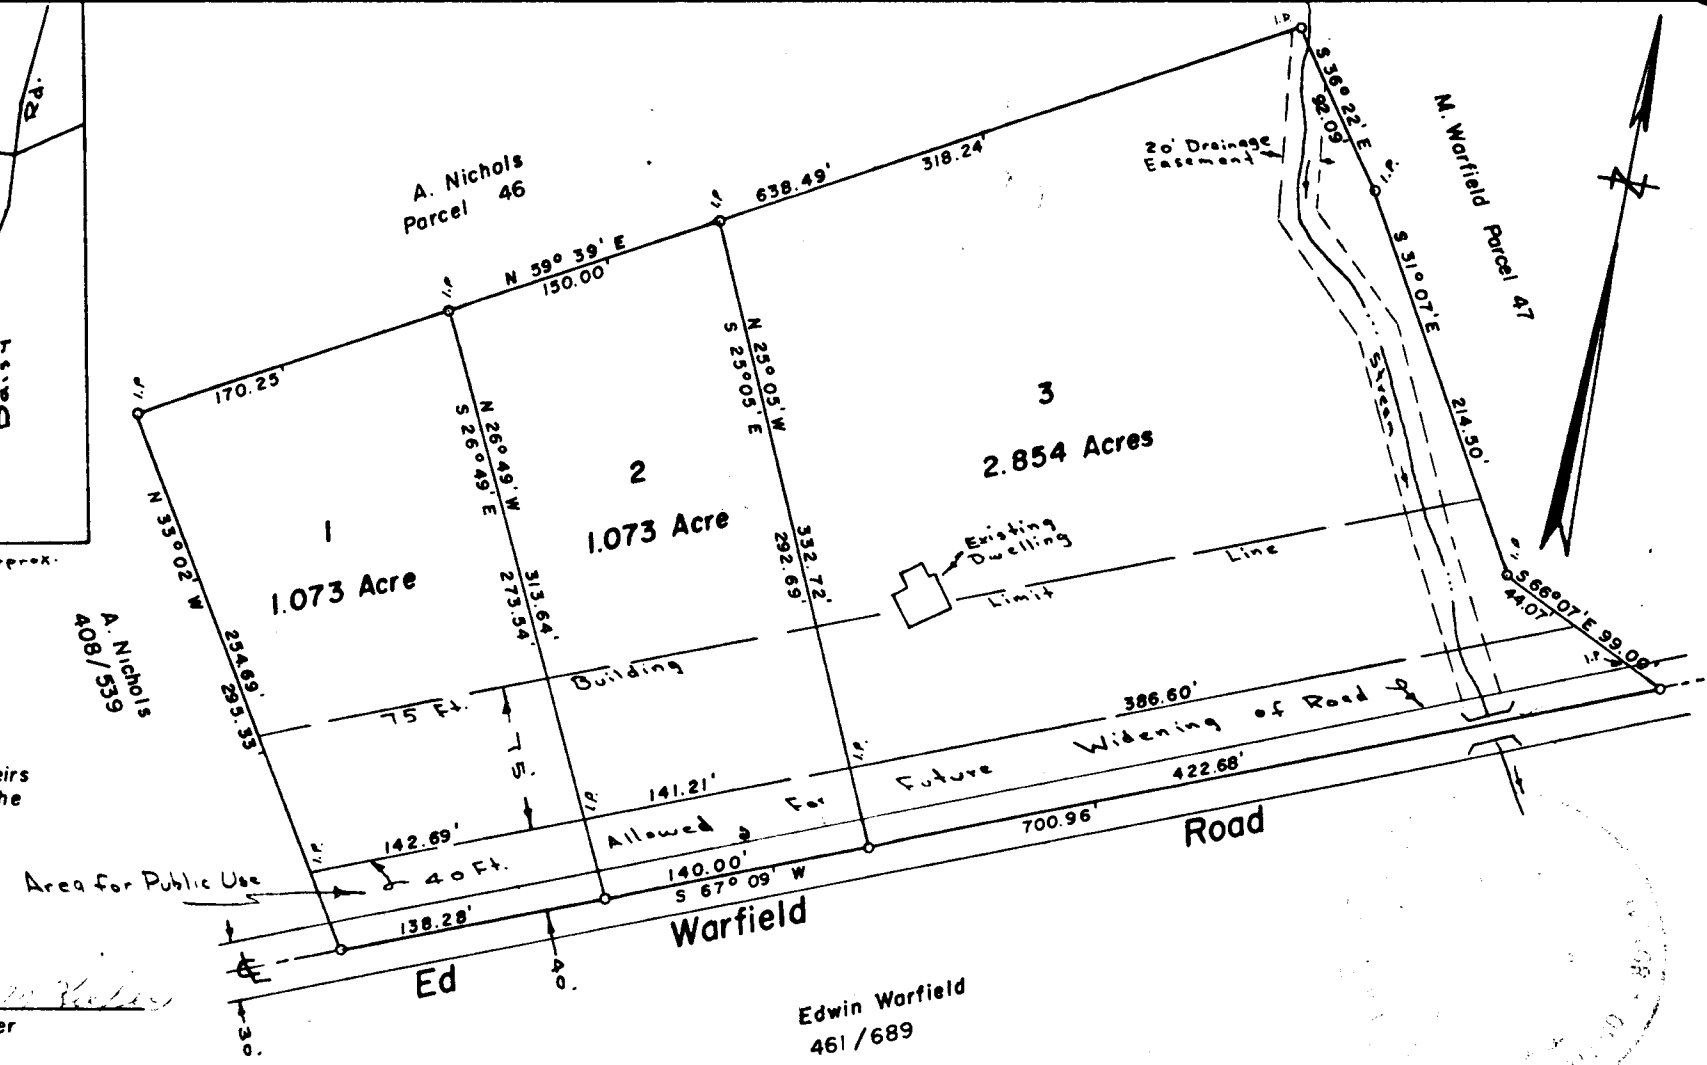 Rd.
I.P.
S 36° 22' E
92.09'
M. Warfield Parcel 47
20' Drainage
Easement
A. Nichols
Parcel 46
I.P.
638.49'
318.24'
I.P.
N 59° 39' E
150.00'
I.P.
S 31° 07' E
214.50'
I.P.
170.25'
I.P.
N 25° 05' W
S 25° 05' E
332.72'
292.69'
Stream
N 26° 49' W
S 26° 49' E
313.64'
273.54'
3
2.854 Acres
2
1.073 Acre
1
1.073 Acre
N 33° 02' W
254.69'
295.33'
Existing
Dwelling
Limit
Line
prox.
S 66° 07' E 99.09'
44.07'
I.P.
A. Nichols
408/539
75 Ft.
Building
75.
386.60'
Allowed For Future Widening of Road
eirs
he
I.P.
I.P.
I.P.
141.21'
142.69'
40 Ft.
Area for Public Use
422.68'
700.96'
140.00'
S 67° 09' W
138.28'
Ed Warfield Road
40.
30.
er
Edwin Warfield
461/689